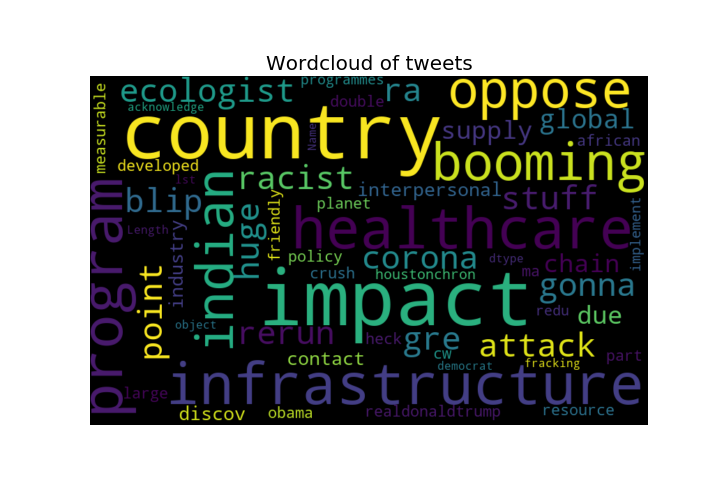 Wordcloud of tweets
measurable
ecologist
programmes
ra
oppose
acknowledge
double
country
Name
supply
global
african
developed
booming
lst
racist
interpersonal
stuff
program
blip
indian
huge
friendly
planet
healthcare
implement
Length
industry
point
policy
corona
dtype
chain
crush
houstonchron
ma
gonna
impact
object
rerun
heck
gre
redu
due
attack
contact
cw
democrat
fracking
part
large
infrastructure
discov
obama
realdonaldtrump
resource